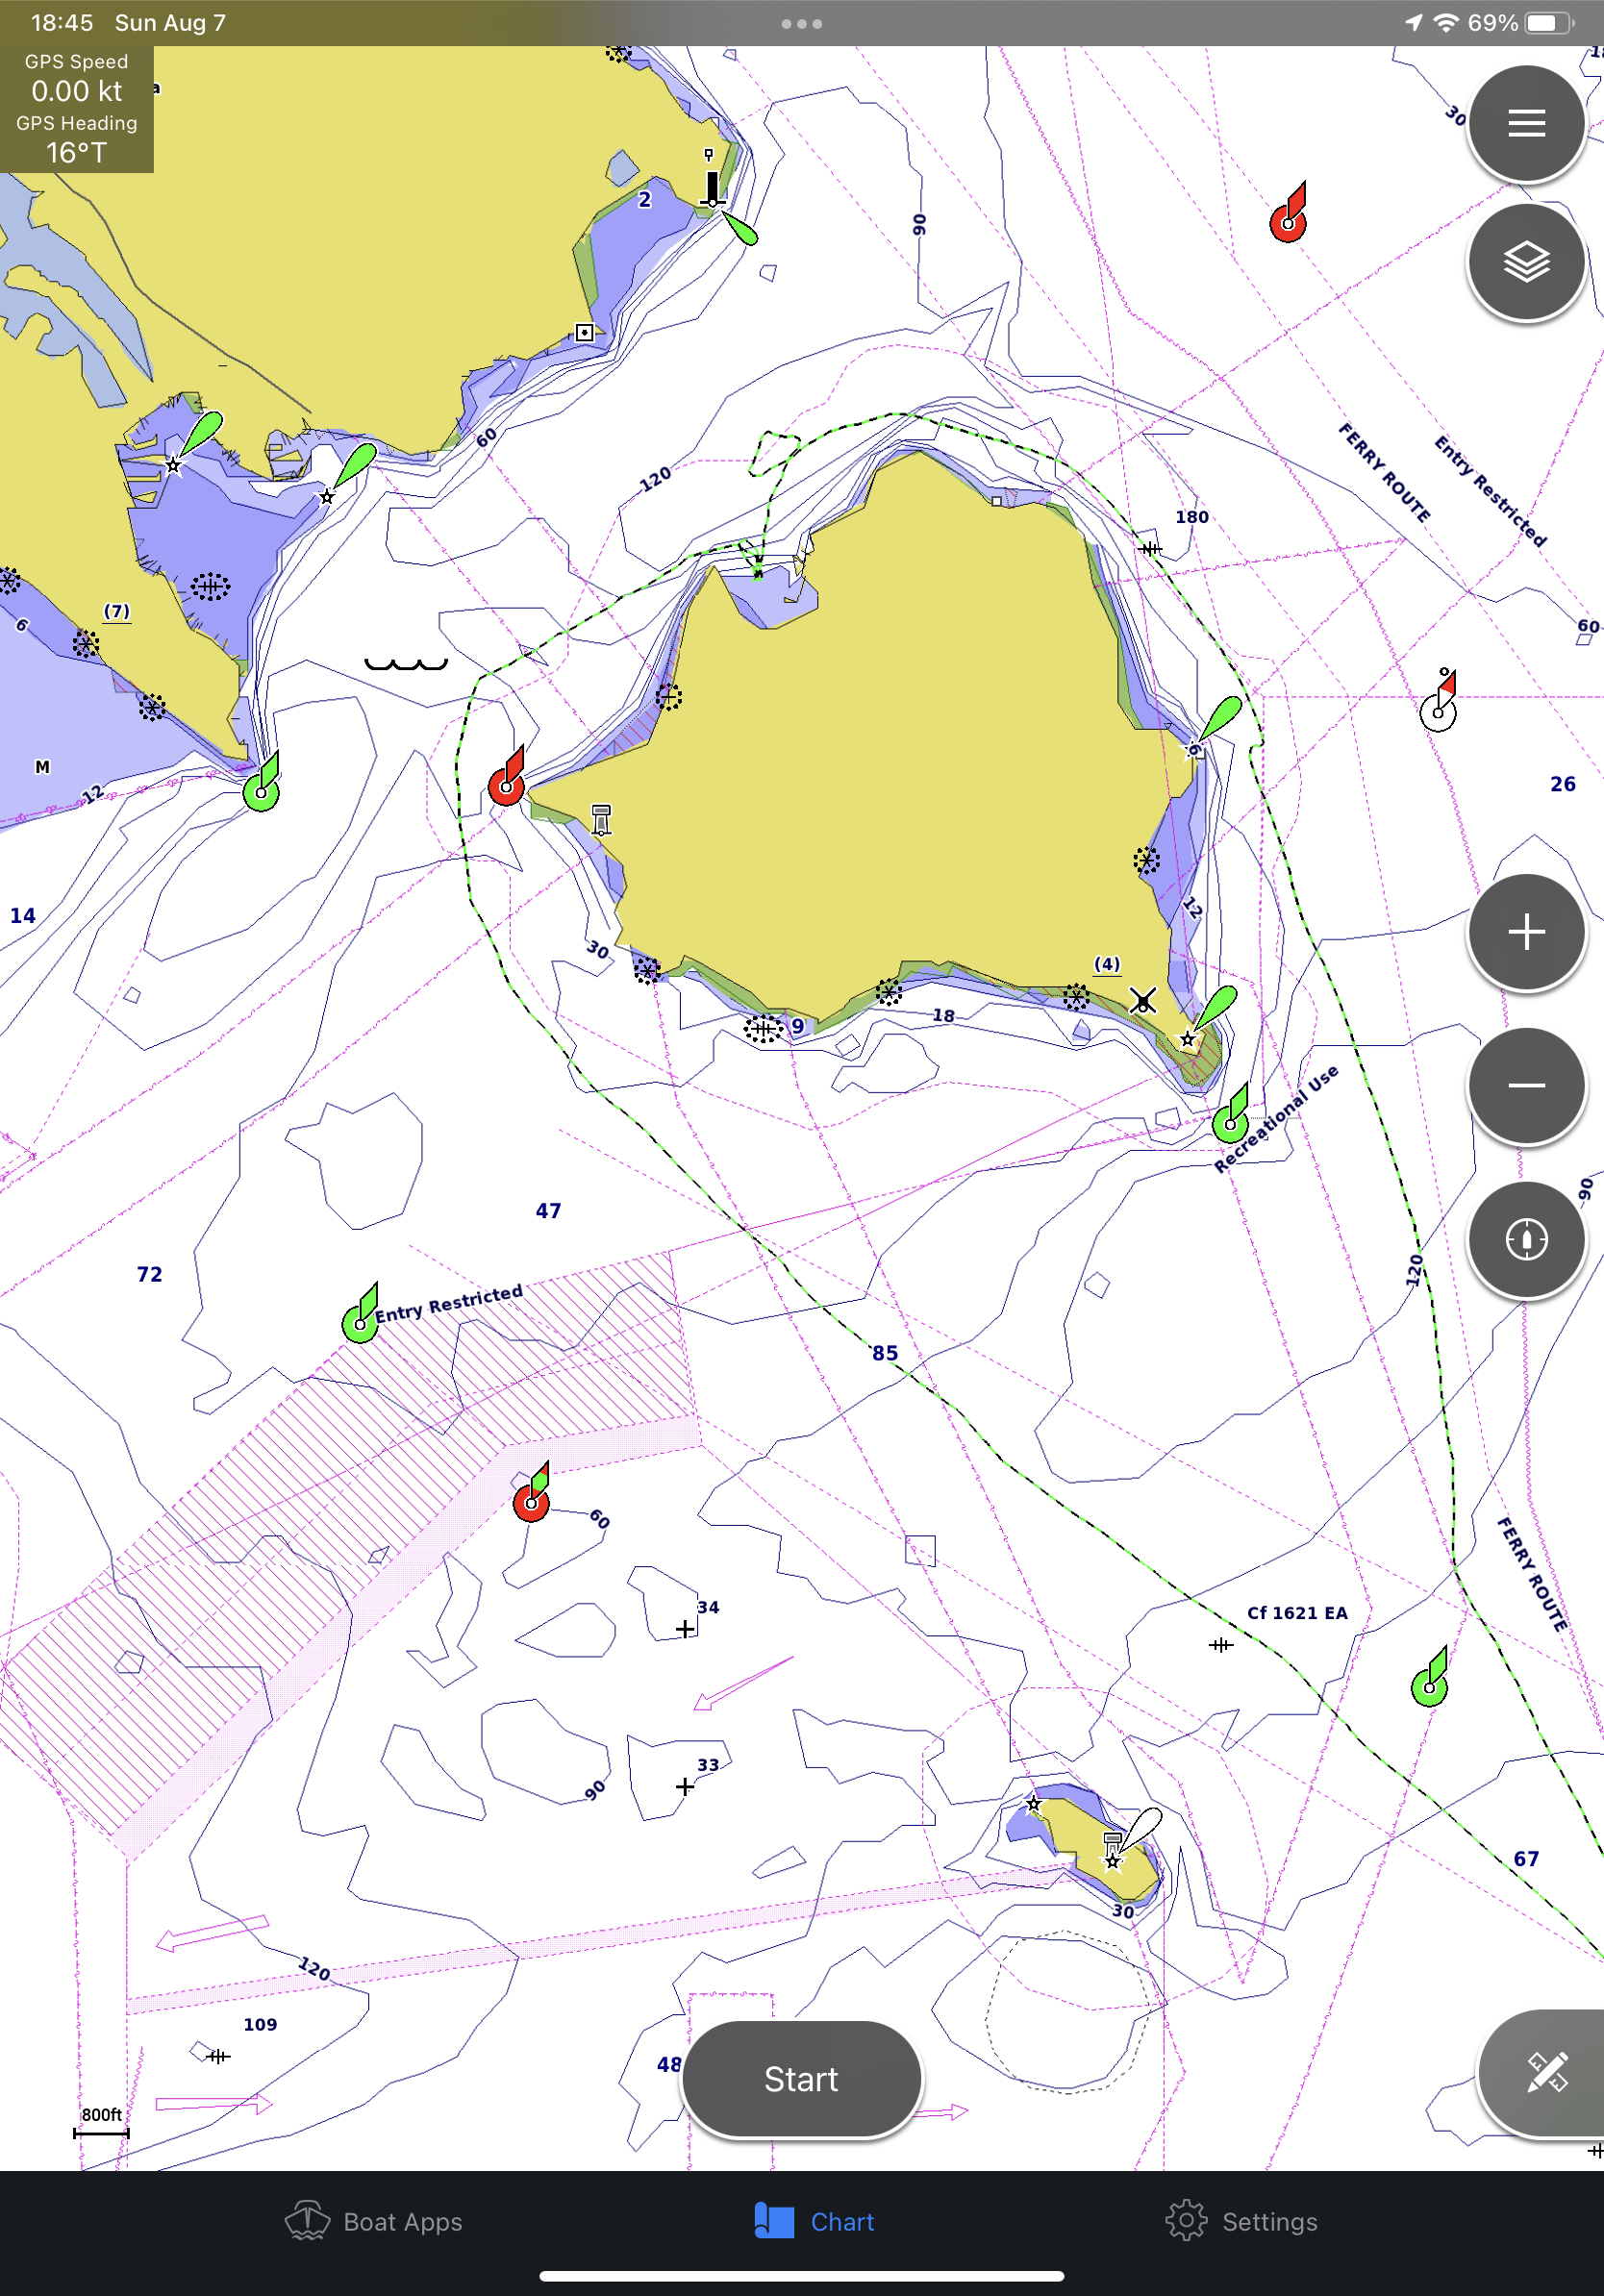 18:45 Sun Aug 7
69%
GPS Speed
0.00 kt
GPS Heading
16°T
a
30
2
90
60
120
180
FERRY ROUTE
Entry Restricted
(7)
6
60
M
12
6
26
14
12
30
(4)
9
18
Recreational Use
90
47
72
120
Entry Restricted
85
60
34
Cf 1621 EA
FERRY ROUTE
33
90
67
30
120
109
48
Start
800ft
Boat Apps
Chart
Settings